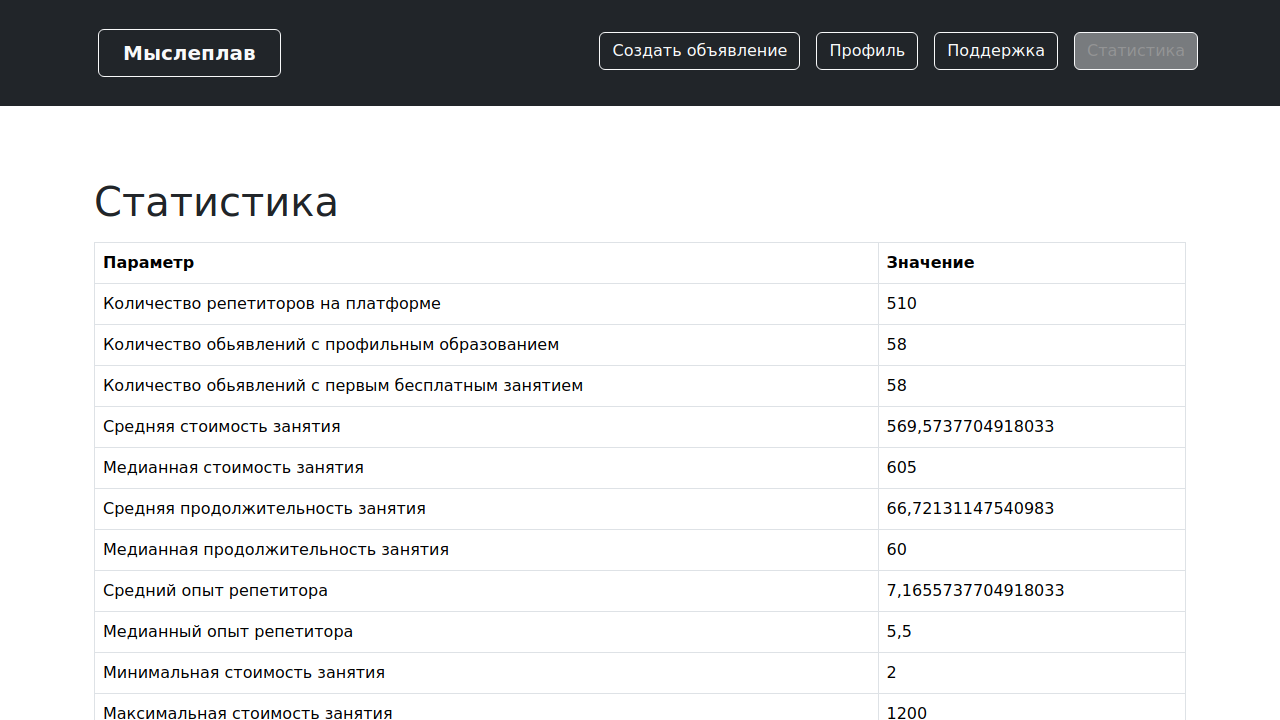 Мыслеплав
Создать объявление
Профиль
Поддержка
Статистика
Статистика
Параметр Значение
Количество репетиторов на платформе 510
Количество обьявлений с профильным образованием 58
Количество обьявлений с первым бесплатным занятием 58
Средняя стоимость занятия 569,5737704918033
Медианная стоимость занятия 605
Средняя продолжительность занятия 66,72131147540983
Медианная продолжительность занятия 60
Средний опыт репетитора 7,1655737704918033
Медианный опыт репетитора 5,5
Минимальная стоимость занятия 2
Максимальная стоимость занятия 1200